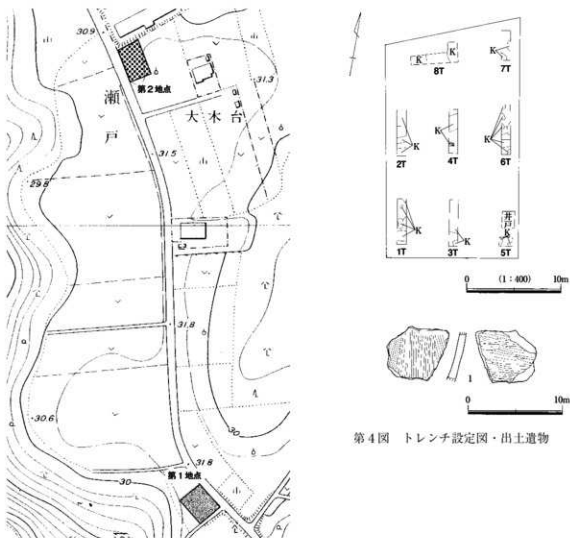 30.9
第2地点
31.3
瀬戸
大木台
31.5
29.8
31.8
30.6
30
31.8
第1地点
30
K
K
8T
K
7T
K
2T
K
4T
K
6T
K
1T
K
3T
井戸
K
5T
0 (1:400) 10m
1
0 10m
第4図 トレンチ設定図・出土遺物